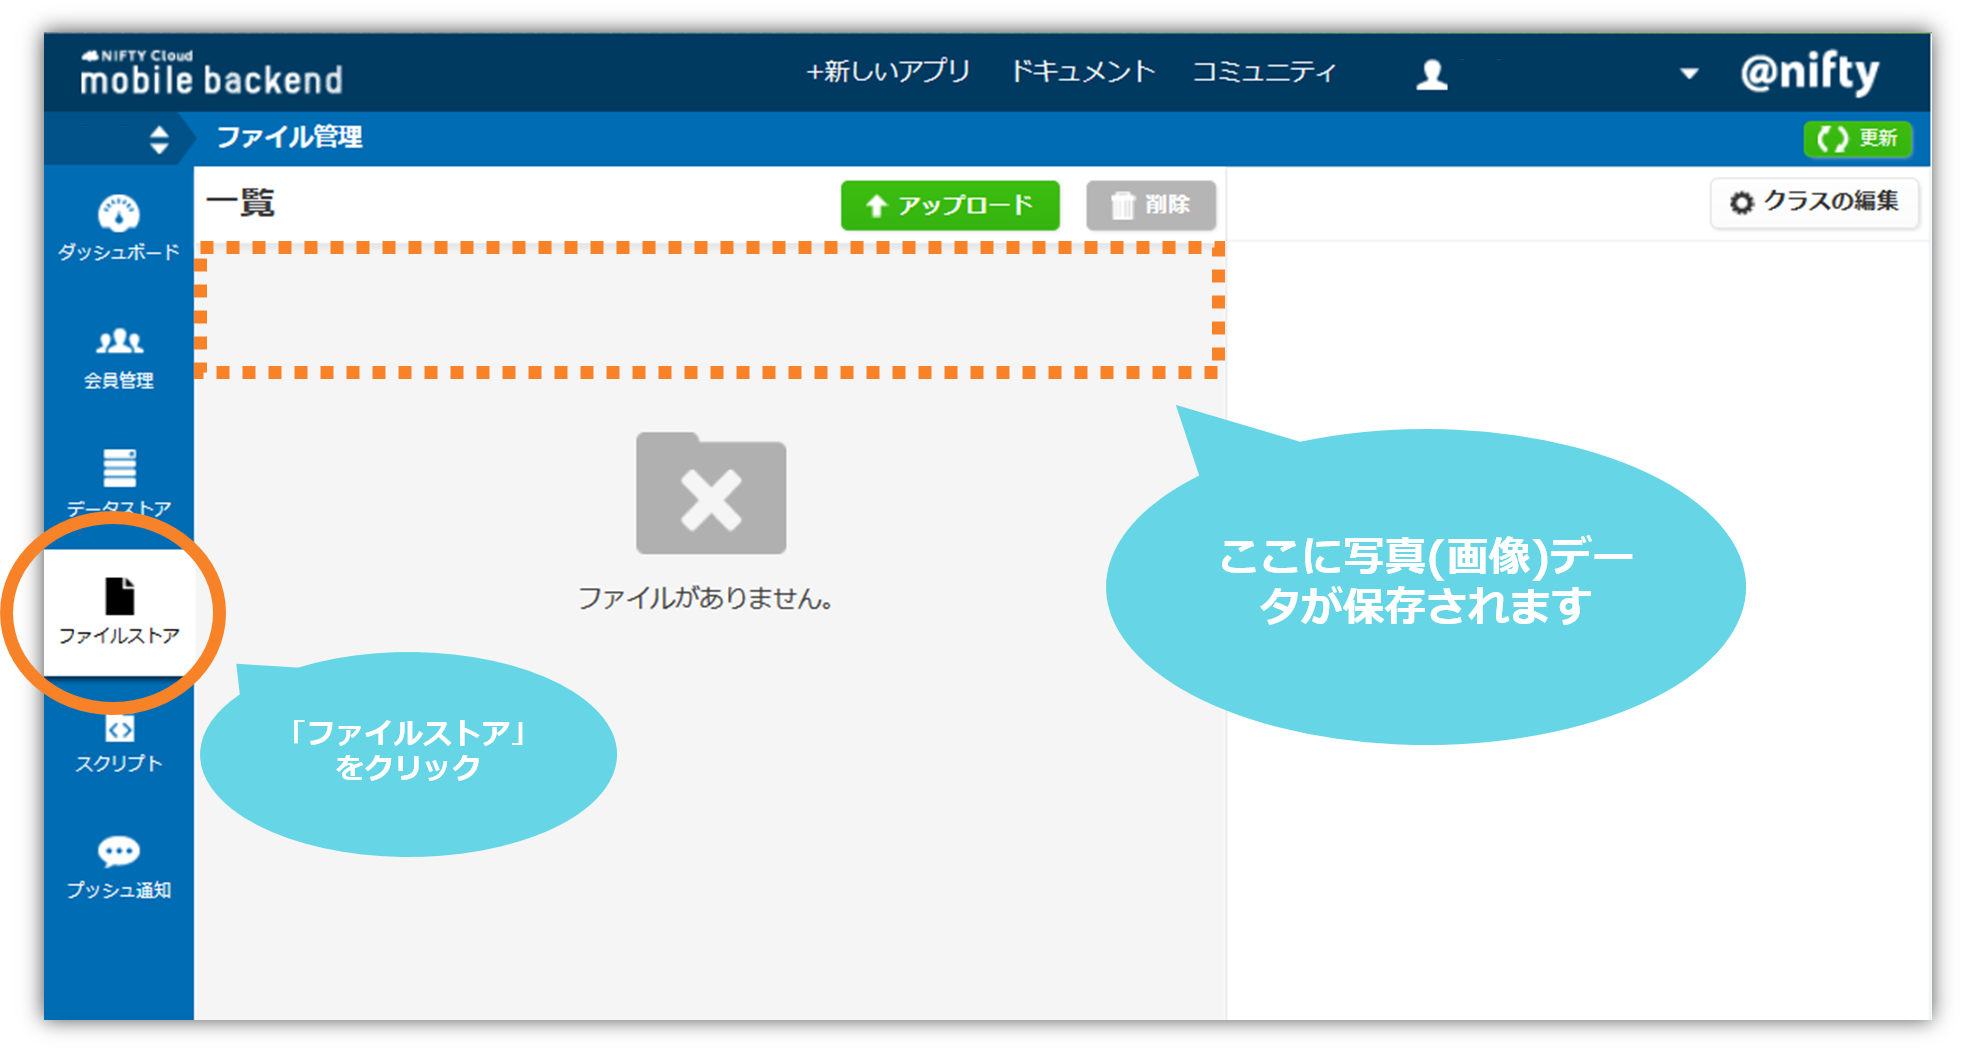 NIFTY Cloud
mobile backend
+新しいアプリ ドキュメント コミュニティ
@nifty
ファイル管理
更新
一覧
アップロード
削除
クラスの編集
ダッシュボード
会員管理
データストア
ファイルストア
スクリプト
プッシュ通知
ファイルがありません。
ここに写真(画像)デー
タが保存されます
「ファイルストア」
をクリック